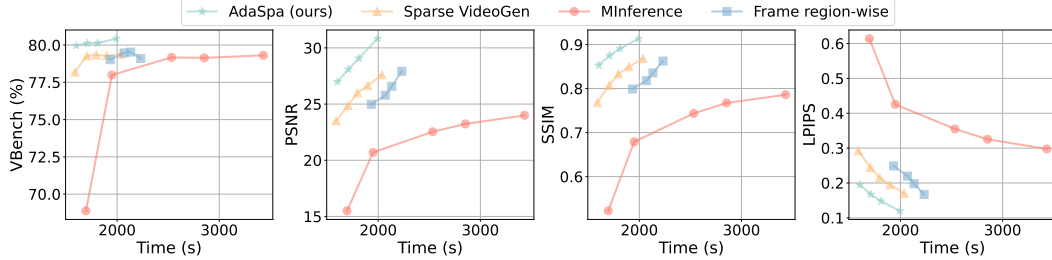 AdaSpa (ours) Sparse VideoGen MInference Frame region-wise
VBench (%)
80.0
77.5
75.0
72.5
70.0
2000 3000
Time (s)
PSNR
30
25
20
15
2000 3000
Time (s)
SSIM
0.9
0.8
0.7
0.6
2000 3000
Time (s)
LPIPS
0.6
0.5
0.4
0.3
0.2
0.1
2000 3000
Time (s)